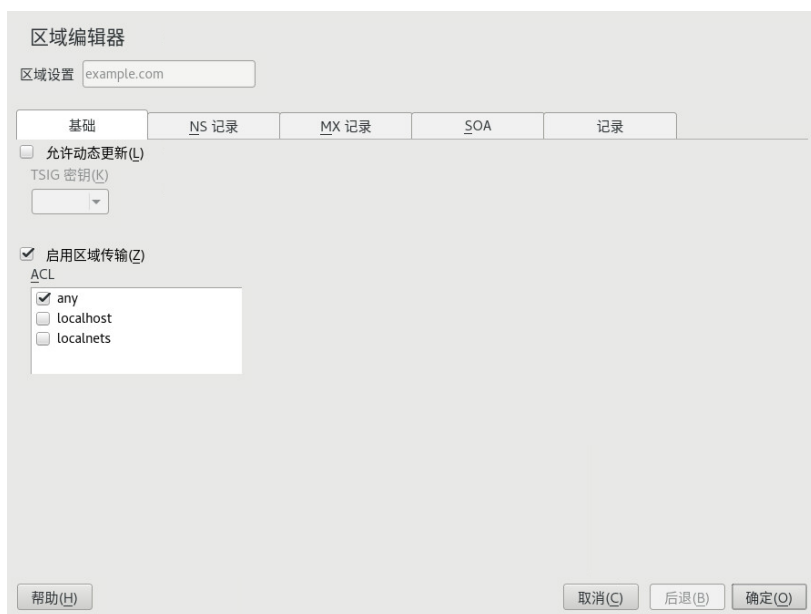 区域编辑器
区域设置 example.com
基础 NS 记录 MX 记录 SOA 记录
允许动态更新(L)
TSIG 密钥(K)
启用区域传输(Z)
ACL
any
localhost
localnets
帮助(H) 取消(C) 后退(B) 确定(O)